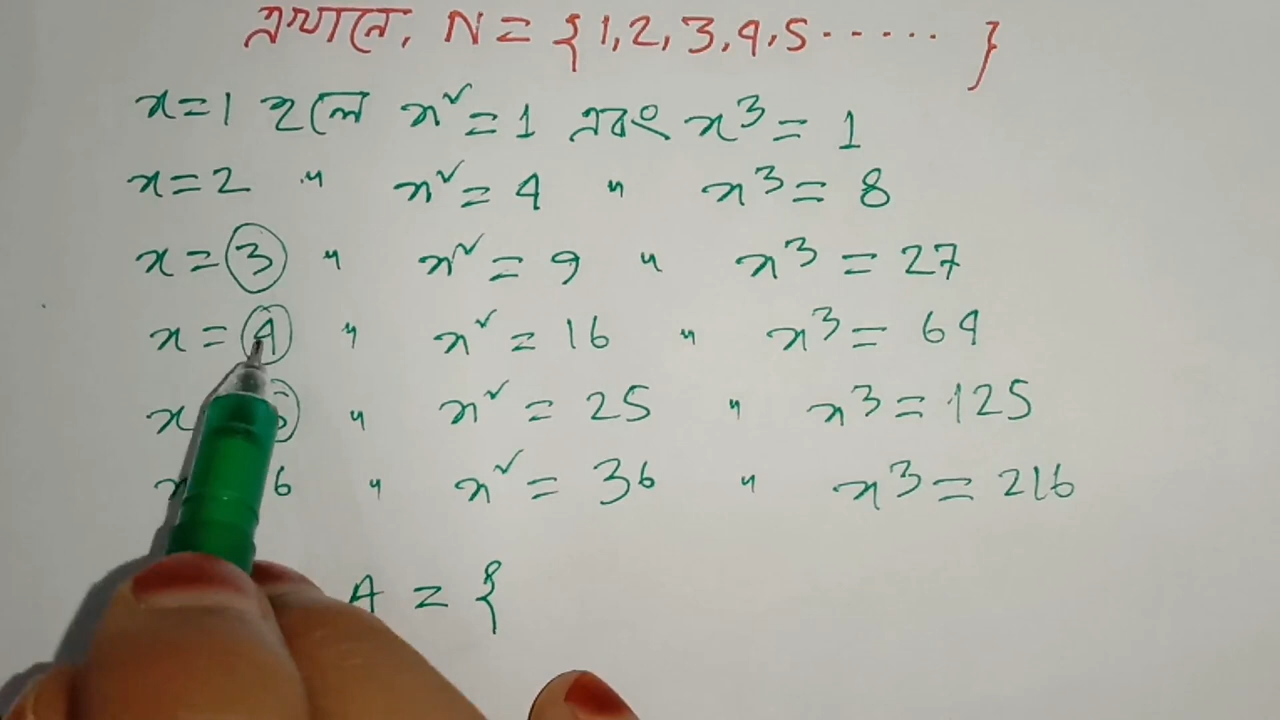 এখানে, N = {1, 2, 3, 4, 5 ...... }
x = 1 হলে x² = 1 এবং x³ = 1
x = 2 " x² = 4 " x³ = 8
x = 3 " x² = 9 " x³ = 27
x = 4 " x² = 16 " x³ = 64
x 5 " x² = 25 " x³ = 125
x 6 " x² = 36 " x³ = 216
A = {